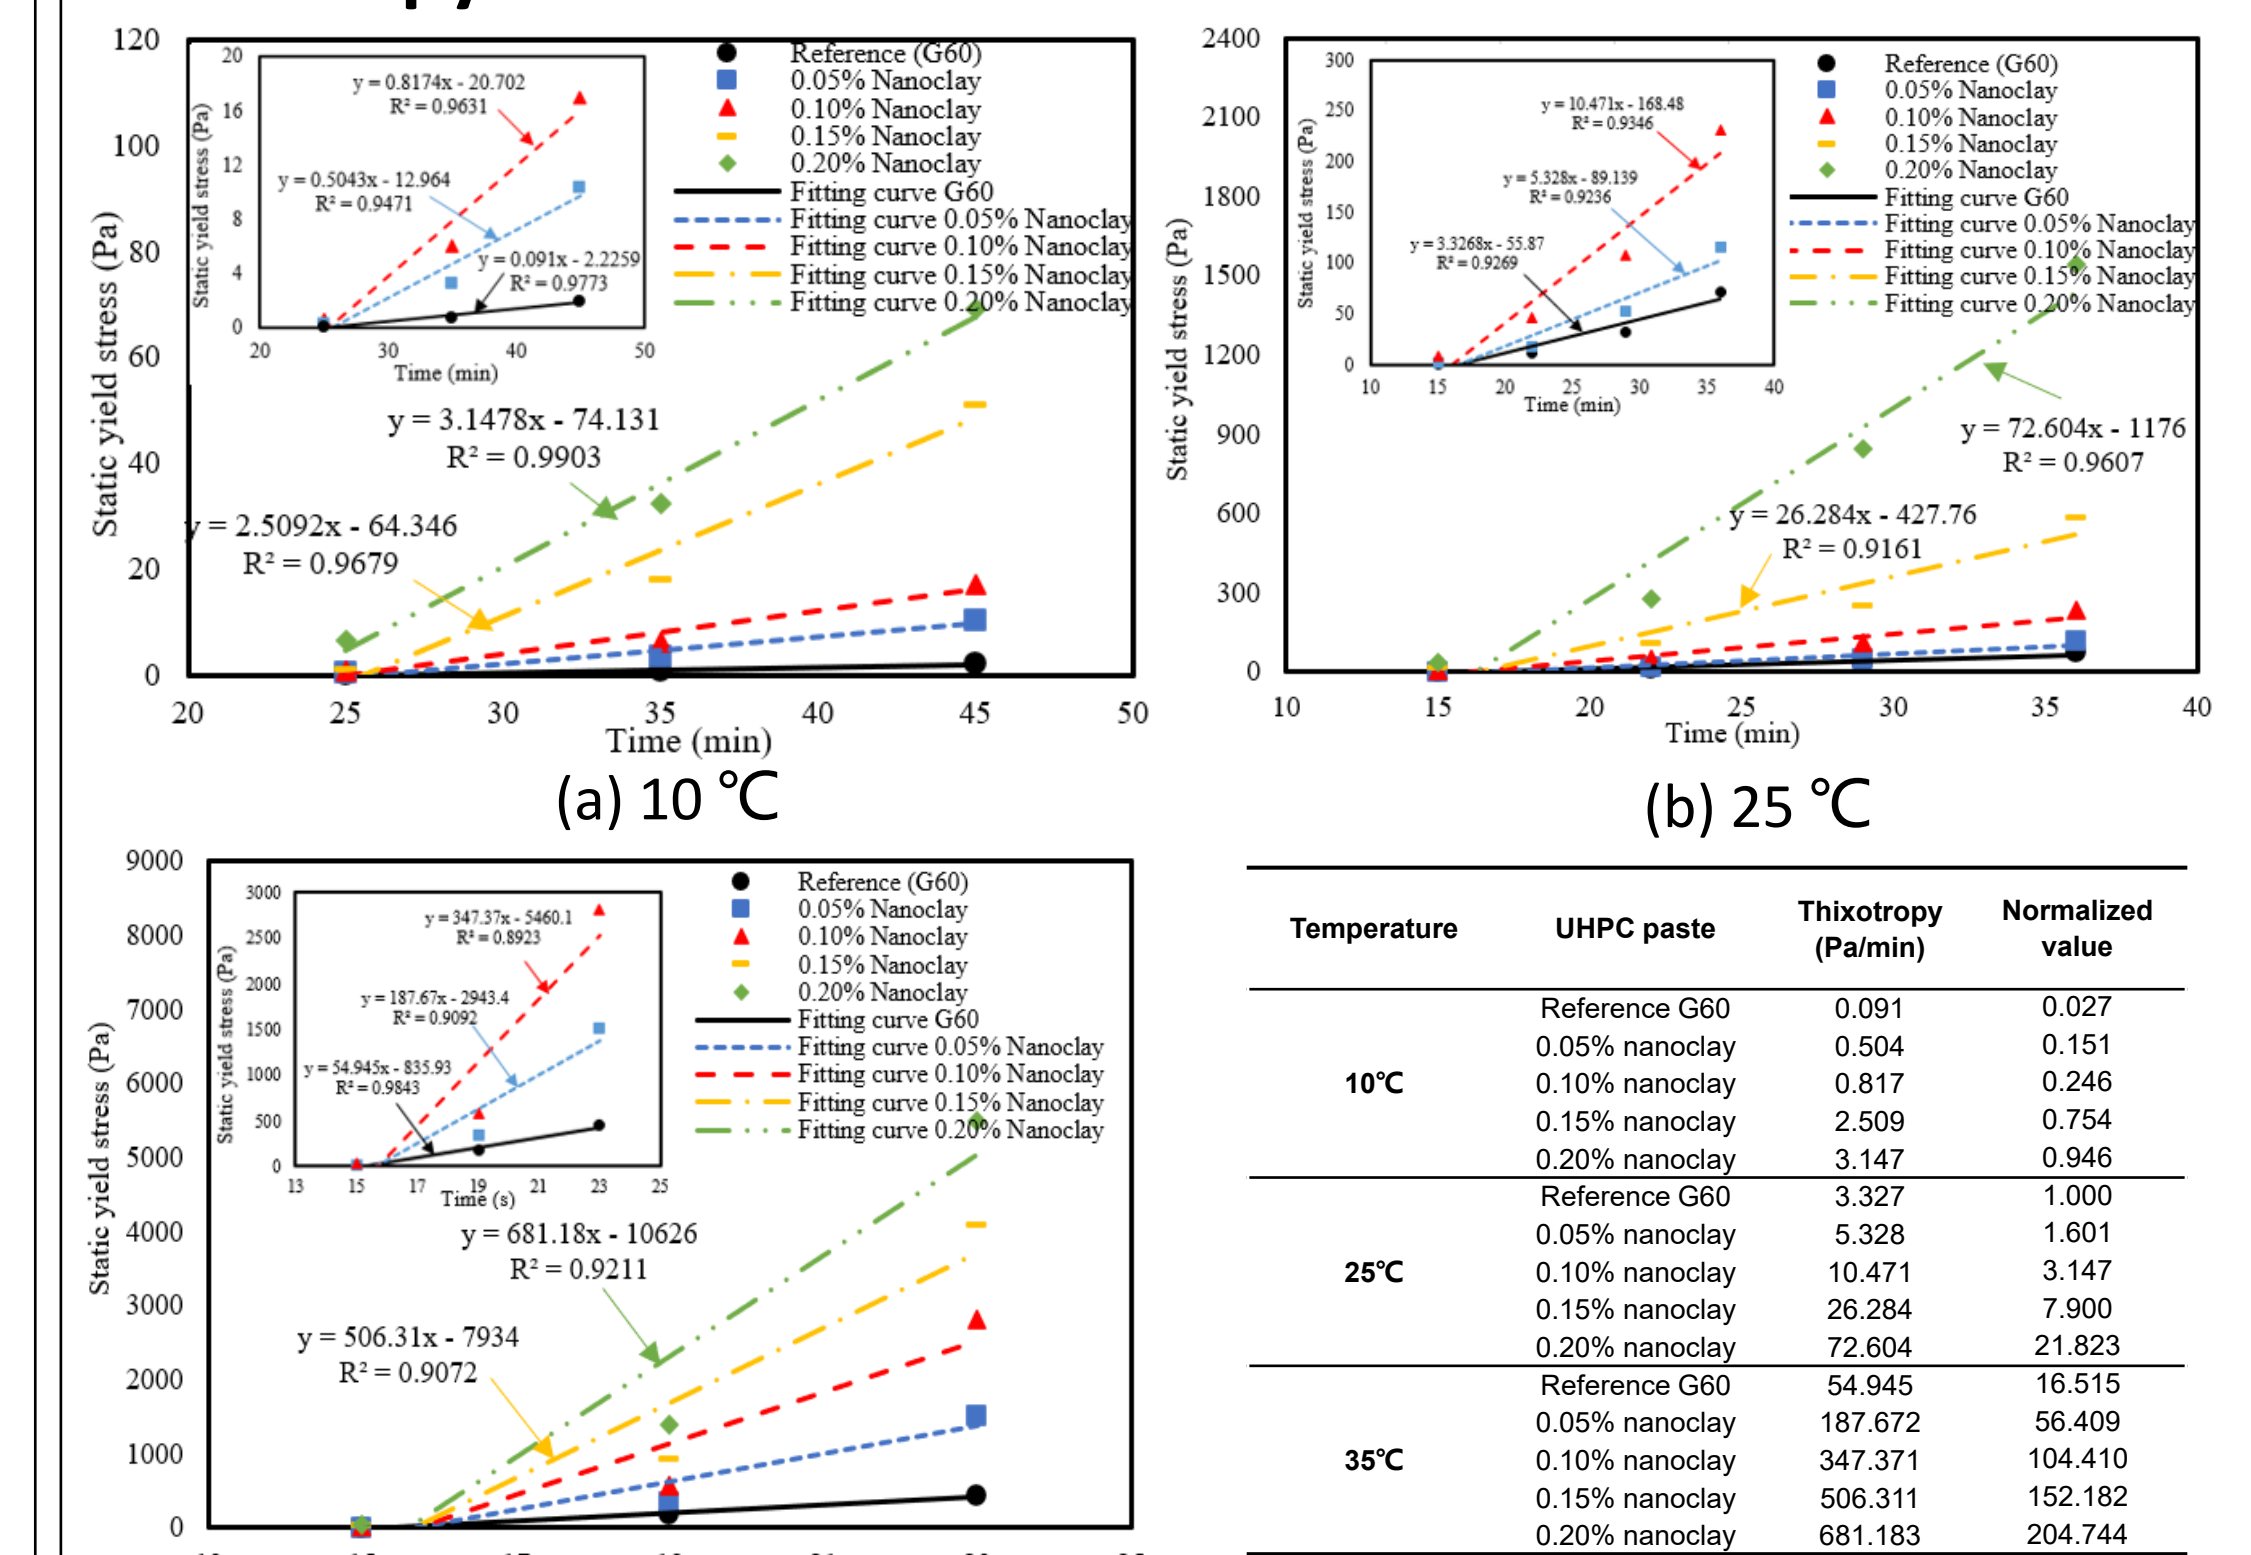 120
100
80
60
40
20
0
20 25 30 35 40 45 50
Static yield stress (Pa)
Time (min)
Reference (G60)
0.05% Nanoclay
0.10% Nanoclay
0.15% Nanoclay
0.20% Nanoclay
Fitting curve G60
Fitting curve 0.05% Nanoclay
Fitting curve 0.10% Nanoclay
Fitting curve 0.15% Nanoclay
Fitting curve 0.20% Nanoclay
20
16
12
8
4
0
20 30 40 50
Static yield stress (Pa)
Time (min)
y = 0.8174x - 20.702
R² = 0.9631
y = 0.5043x - 12.964
R² = 0.9471
y = 0.091x - 2.2259
R² = 0.9773
y = 3.1478x - 74.131
R² = 0.9903
y = 2.5092x - 64.346
R² = 0.9679
(a) 10 ℃
2400
2100
1800
1500
1200
900
600
300
0
10 15 20 25 30 35 40
Static yield stress (Pa)
Time (min)
Reference (G60)
0.05% Nanoclay
0.10% Nanoclay
0.15% Nanoclay
0.20% Nanoclay
Fitting curve G60
Fitting curve 0.05% Nanoclay
Fitting curve 0.10% Nanoclay
Fitting curve 0.15% Nanoclay
Fitting curve 0.20% Nanoclay
300
250
200
150
100
50
0
10 15 20 25 30 35 40
Static yield stress (Pa)
Time (min)
y = 10.471x - 168.48
R² = 0.9346
y = 5.328x - 89.139
R² = 0.9236
y = 3.3268x - 55.87
R² = 0.9269
y = 72.604x - 1176
R² = 0.9607
y = 26.284x - 427.76
R² = 0.9161
(b) 25 ℃
9000
8000
7000
6000
5000
4000
3000
2000
1000
0
Static yield stress (Pa)
Reference (G60)
0.05% Nanoclay
0.10% Nanoclay
0.15% Nanoclay
0.20% Nanoclay
Fitting curve G60
Fitting curve 0.05% Nanoclay
Fitting curve 0.10% Nanoclay
Fitting curve 0.15% Nanoclay
Fitting curve 0.20% Nanoclay
3000
2500
2000
1500
1000
500
0
13 15 17 19 21 23 25
Static yield stress (Pa)
Time (s)
y = 347.37x - 5460.1
R² = 0.8923
y = 187.67x - 2943.4
R² = 0.9092
y = 54.945x - 835.93
R² = 0.9843
y = 681.18x - 10626
R² = 0.9211
y = 506.31x - 7934
R² = 0.9072
Temperature UHPC paste Thixotropy (Pa/min) Normalized value
Reference G60 0.091 0.027
0.05% nanoclay 0.504 0.151
10℃ 0.10% nanoclay 0.817 0.246
0.15% nanoclay 2.509 0.754
0.20% nanoclay 3.147 0.946
Reference G60 3.327 1.000
0.05% nanoclay 5.328 1.601
25℃ 0.10% nanoclay 10.471 3.147
0.15% nanoclay 26.284 7.900
0.20% nanoclay 72.604 21.823
Reference G60 54.945 16.515
0.05% nanoclay 187.672 56.409
35℃ 0.10% nanoclay 347.371 104.410
0.15% nanoclay 506.311 152.182
0.20% nanoclay 681.183 204.744